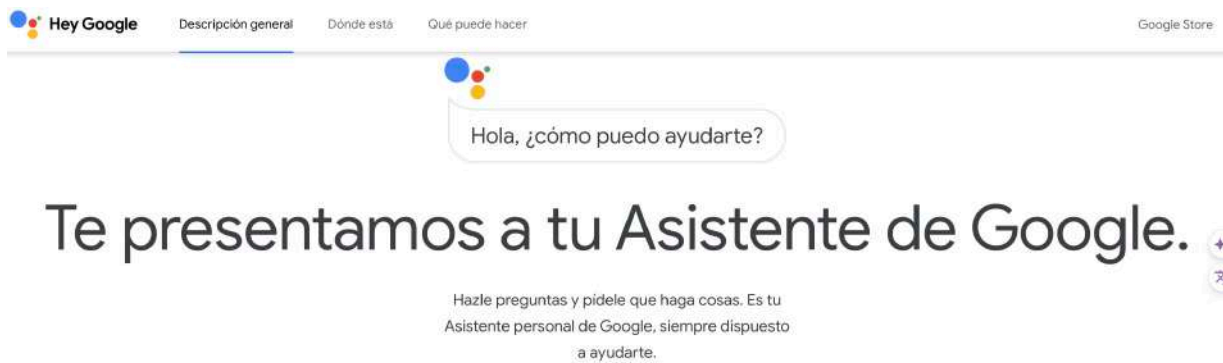 Hey Google Descripción general Dónde está Qué puede hacer Google Store
Hola, ¿cómo puedo ayudarte?
Te presentamos a tu Asistente de Google.
Hazle preguntas y pídele que haga cosas. Es tu
Asistente personal de Google, siempre dispuesto
a ayudarte.